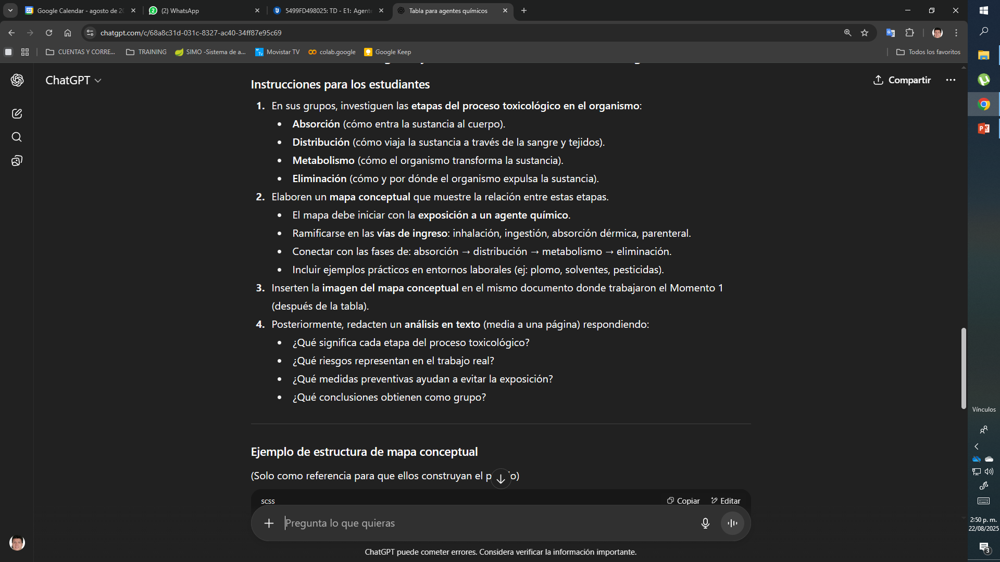 Google Calendar - agosto de 20
(2) WhatsApp
5499FD498025: TD - E1: Agent
Tabla para agentes químicos
chatgpt.com/c/68a8c31d-031c-8327-ac40-34ff87e95c69
CUENTAS Y CORRE...
TRAINING
SIMO -Sistema de a...
Movistar TV
colab.google
Google Keep
Todos los favoritos
ChatGPT
Compartir
Instrucciones para los estudiantes
1. En sus grupos, investiguen las etapas del proceso toxicológico en el organismo:
• Absorción (cómo entra la sustancia al cuerpo).
• Distribución (cómo viaja la sustancia a través de la sangre y tejidos).
• Metabolismo (cómo el organismo transforma la sustancia).
• Eliminación (cómo y por dónde el organismo expulsa la sustancia).
2. Elaboren un mapa conceptual que muestre la relación entre estas etapas.
• El mapa debe iniciar con la exposición a un agente químico.
• Ramificarse en las vías de ingreso: inhalación, ingestión, absorción dérmica, parenteral.
• Conectar con las fases de: absorción → distribución → metabolismo → eliminación.
• Incluir ejemplos prácticos en entornos laborales (ej: plomo, solventes, pesticidas).
3. Inserten la imagen del mapa conceptual en el mismo documento donde trabajaron el Momento 1
(después de la tabla).
4. Posteriormente, redacten un análisis en texto (media a una página) respondiendo:
• ¿Qué significa cada etapa del proceso toxicológico?
• ¿Qué riesgos representan en el trabajo real?
• ¿Qué medidas preventivas ayudan a evitar la exposición?
• ¿Qué conclusiones obtienen como grupo?
Ejemplo de estructura de mapa conceptual
(Solo como referencia para que ellos construyan el
scss
Copiar
Editar
Pregunta lo que quieras
ChatGPT puede cometer errores. Considera verificar la información importante.
Vínculos
2:50 p. m.
22/08/2025
3